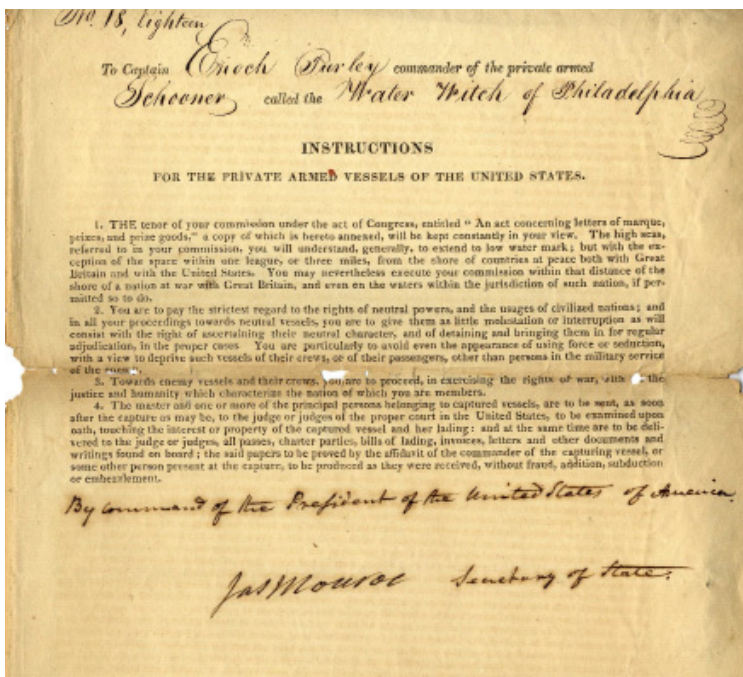 No. 18, Eighteen
To Captain Enoch Turley commander of the private armed
Schooner called the Water Witch of Philadelphia
INSTRUCTIONS
FOR THE PRIVATE ARMED VESSELS OF THE UNITED STATES.
1. THE tenor of your commission under the act of Congress, entitled "An act concerning letters of marque,
prizes, and prize goods," a copy of which is hereto annexed, will be kept constantly in your view. The high seas,
referred to in your commission, you will understand, generally, to extend to low water mark; but with the ex-
ception of the space within one league, or three miles, from the shore of countries at peace both with Great
Britain and with the United States. You may nevertheless execute your commission within that distance of the
shore of a nation at war with Great Britain, and even on the waters within the jurisdiction of such nation, if per-
mitted so to do.
2. You are to pay the strictest regard to the rights of neutral powers, and the usages of civilized nations; and
in all your proceedings towards neutral vessels, you are to give them as little molestation or interruption as will
consist with the right of ascertaining their neutral character, and of detaining and bringing them in for regular
adjudication, in the proper cases You are particularly to avoid even the appearance of using force or seduction,
with a view to deprive such vessels of their crews, or of their passengers, other than persons in the military service
of the enemy.
3. Towards enemy vessels and their crews, you are to proceed, in exercising the rights of war, with the
justice and humanity which characterize the nation of which you are members.
4. The master and one or more of the principal persons belonging to captured vessels, are to be sent, as soon
after the capture as may be, to the judge or judges of the proper court in the United States, to be examined upon
oath, touching the interest or property of the captured vessel and her lading: and at the same time are to be deli-
vered to the judge or judges, all passes, charter parties, bills of lading, invoices, letters and other documents and
writings found on board; the said papers to be proved by the affidavit of the commander of the capturing vessel, or
some other person present at the capture, to be produced as they were received, without fraud, addition, subduction
or embezzlement.
By command of the President of the United States of America.
Jas Monroe Secretary of State.